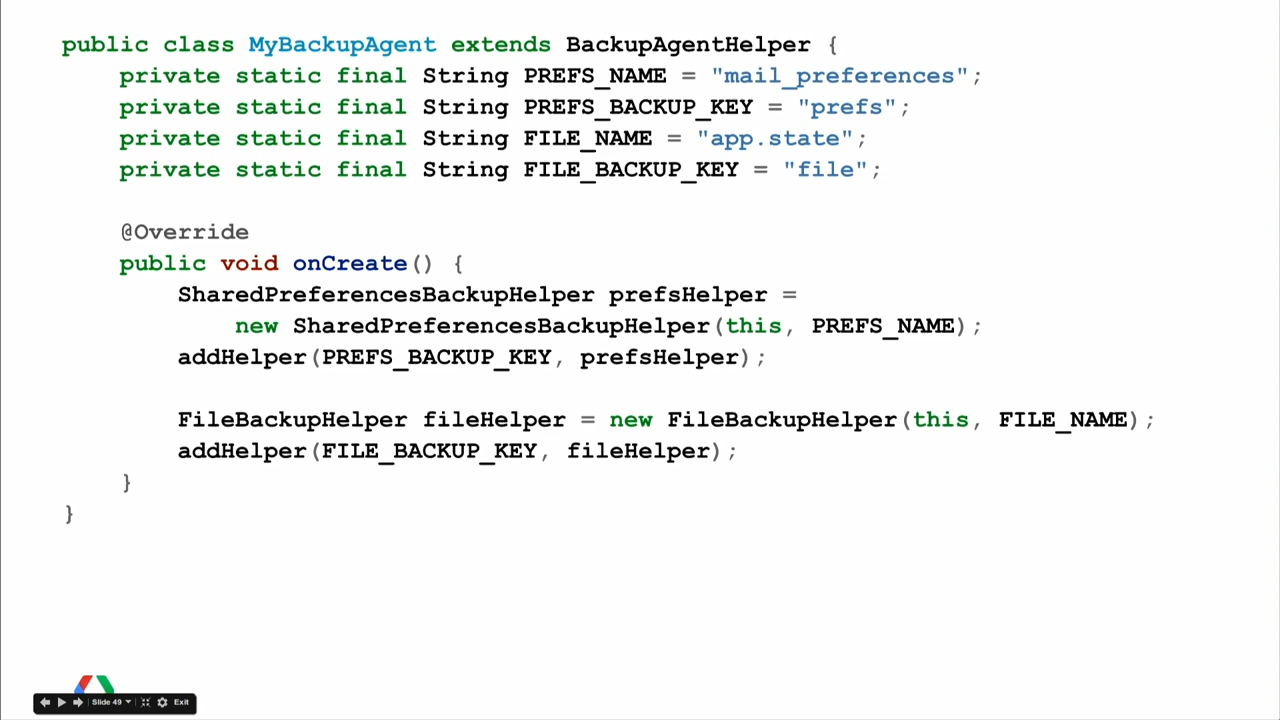 public class MyBackupAgent extends BackupAgentHelper {
    private static final String PREFS_NAME = "mail_preferences";
    private static final String PREFS_BACKUP_KEY = "prefs";
    private static final String FILE_NAME = "app.state";
    private static final String FILE_BACKUP_KEY = "file";

    @Override
    public void onCreate() {
        SharedPreferencesBackupHelper prefsHelper =
            new SharedPreferencesBackupHelper(this, PREFS_NAME);
        addHelper(PREFS_BACKUP_KEY, prefsHelper);

        FileBackupHelper fileHelper = new FileBackupHelper(this, FILE_NAME);
        addHelper(FILE_BACKUP_KEY, fileHelper);
    }
}
Slide 49 Exit